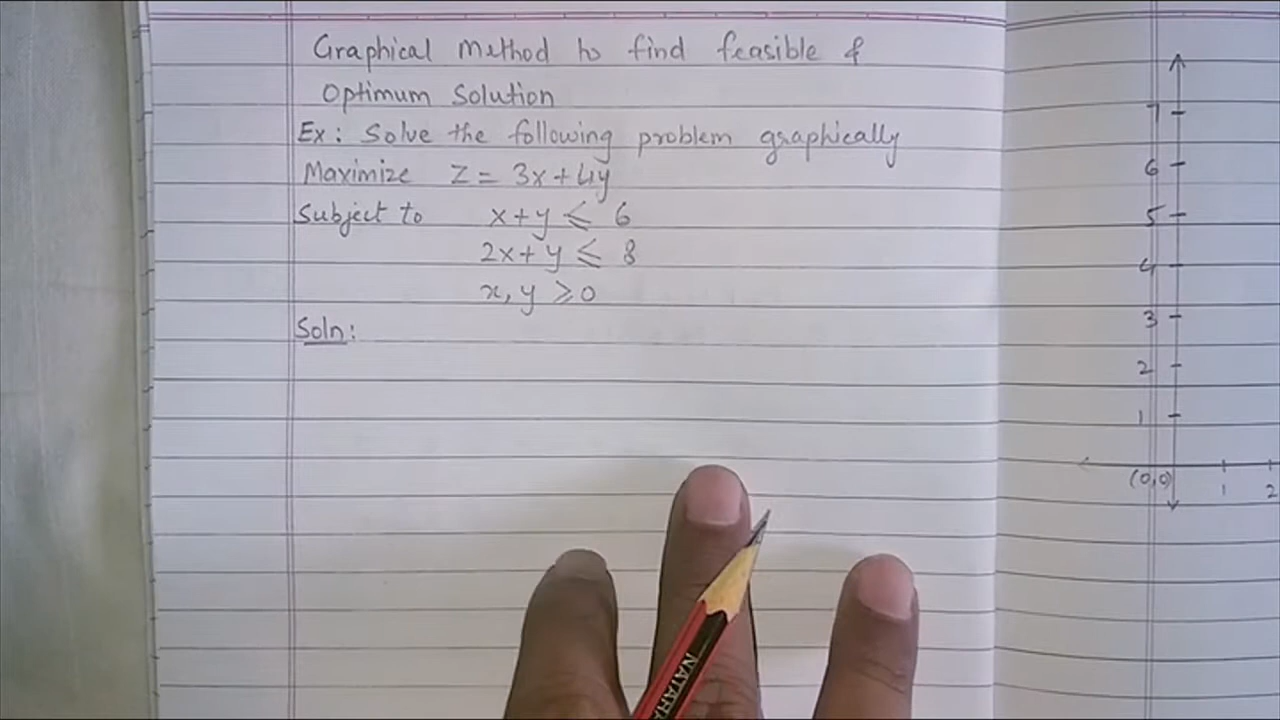 Graphical Method to find feasible &
Optimum Solution
Ex: Solve the following problem graphically
Maximize Z = 3x+4y
Subject to x+y ⩽ 6
2x+y ⩽ 8
x, y ⩾0
Soln:
7
6
5
4
3
2
1
(0,0) 1 2
NATARA